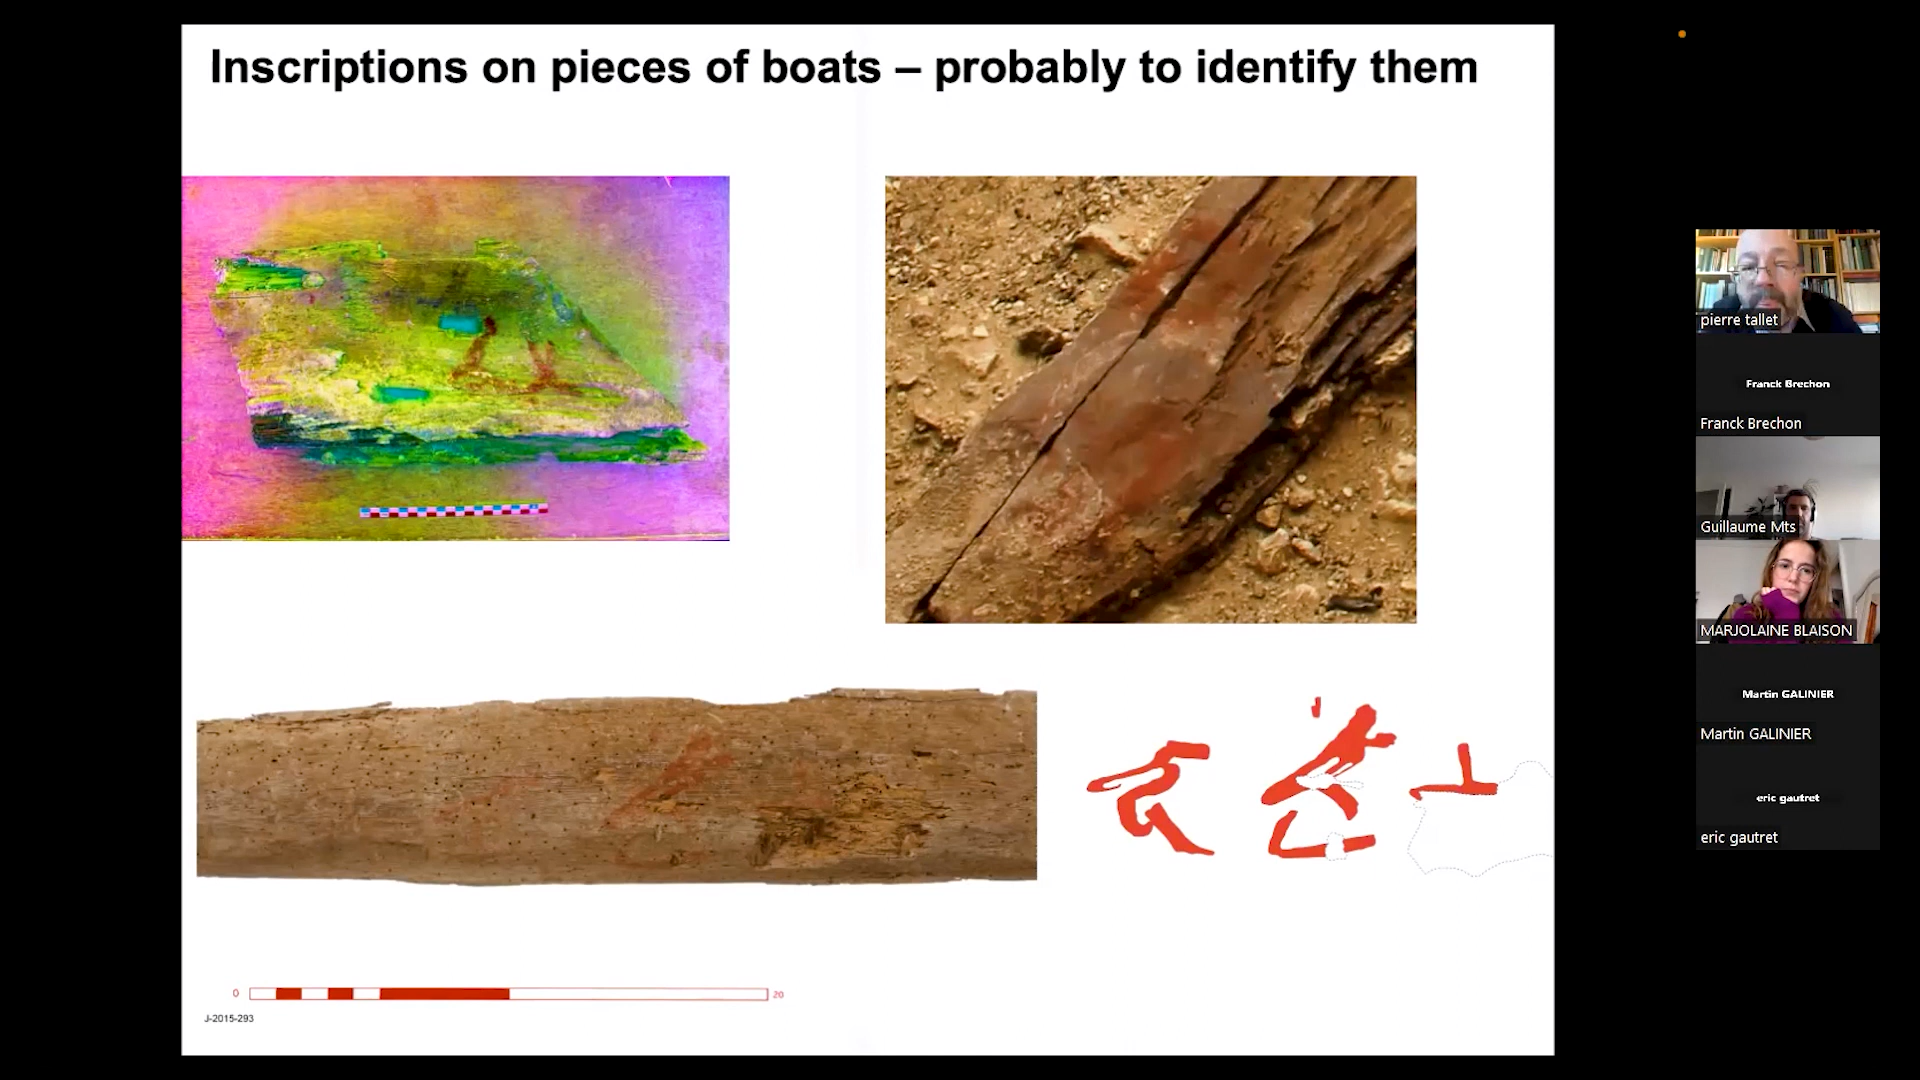 Inscriptions on pieces of boats – probably to identify them
0
20
J-2015-293
pierre tallet
Franck Brechon
Franck Brechon
Guillaume Mts
MARJOLAINE BLAISON
Martin GALINIER
Martin GALINIER
eric gautret
eric gautret